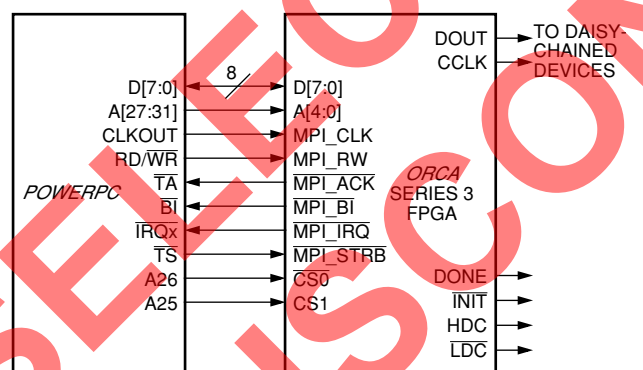 DOUT
CCLK
TO DAISY-
CHAINED
DEVICES
8
D[7:0] D[7:0]
A[27:31] A[4:0]
CLKOUT MPI_CLK
RD/WR MPI_RW
TA MPI_ACK
BI MPI_BI
IRQx MPI_IRQ
TS MPI_STRB
A26 CS0
A25 CS1
POWERPC
ORCA
SERIES 3
FPGA
DONE
INIT
HDC
LDC